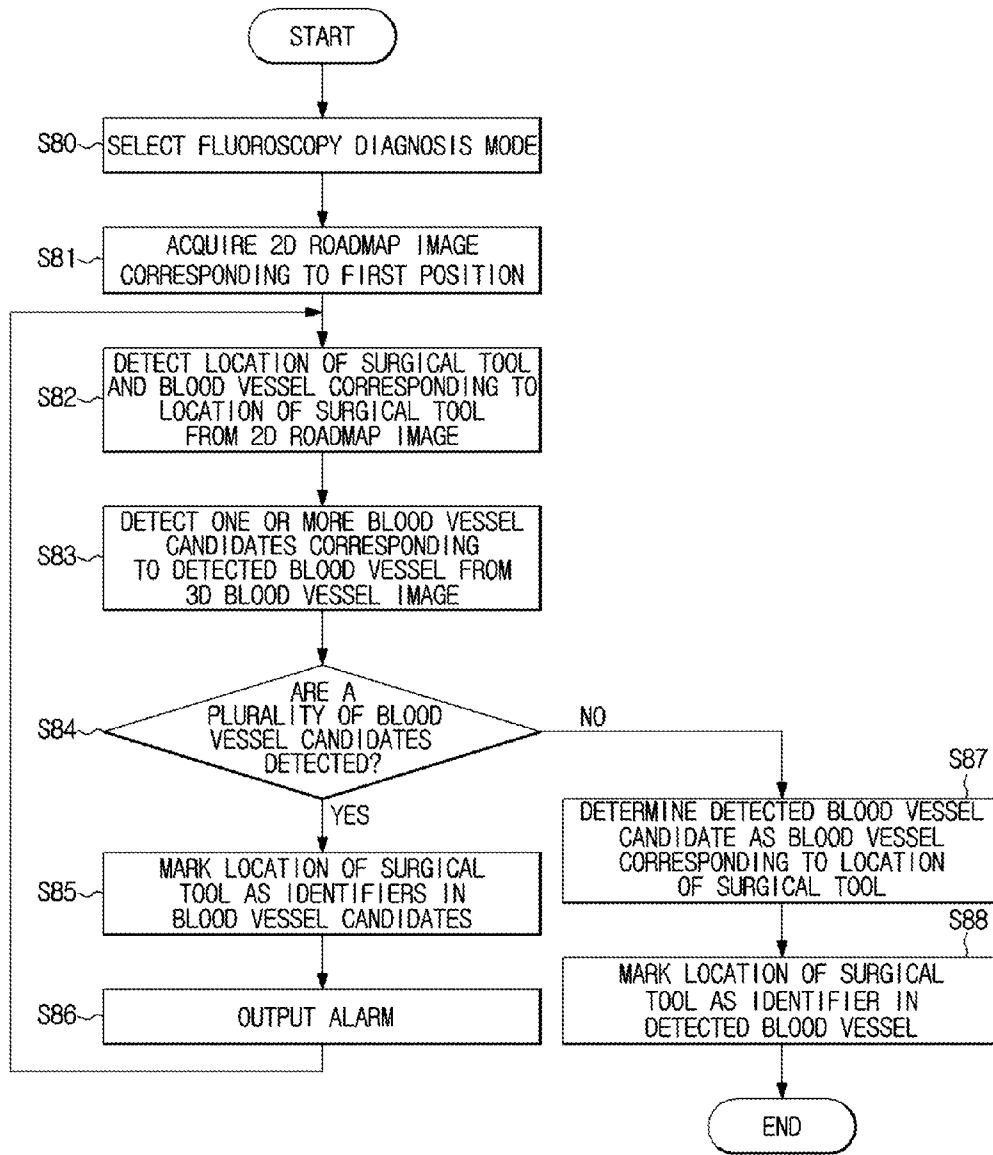 START
S80
SELECT FLUOROSCOPY DIAGNOSIS MODE
S81
ACQUIRE 2D ROADMAP IMAGE
CORRESPONDING TO FIRST POSITION
S82
DETECT LOCATION OF SURGICAL TOOL
AND BLOOD VESSEL CORRESPONDING TO
LOCATION OF SURGICAL TOOL
FROM 2D ROADMAP IMAGE
S83
DETECT ONE OR MORE BLOOD VESSEL
CANDIDATES CORRESPONDING
TO DETECTED BLOOD VESSEL FROM
3D BLOOD VESSEL IMAGE
S84
ARE A
PLURALITY OF BLOOD
VESSEL CANDIDATES
DETECTED?
NO
YES
S85
MARK LOCATION OF SURGICAL
TOOL AS IDENTIFIERS IN
BLOOD VESSEL CANDIDATES
S86
OUTPUT ALARM
S87
DETERMINE DETECTED BLOOD VESSEL
CANDIDATE AS BLOOD VESSEL
CORRESPONDING TO LOCATION
OF SURGICAL TOOL
S88
MARK LOCATION OF SURGICAL
TOOL AS IDENTIFIER IN
DETECTED BLOOD VESSEL
END